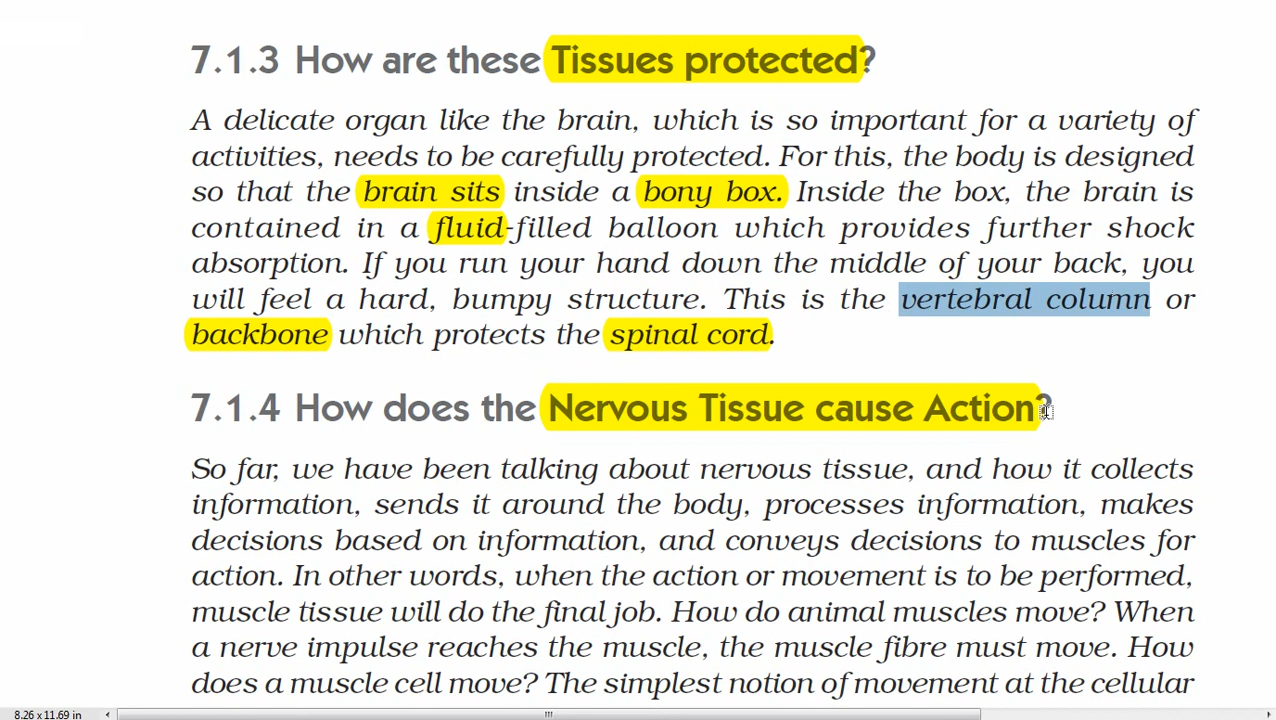 7.1.3 How are these Tissues protected?
A delicate organ like the brain, which is so important for a variety of
activities, needs to be carefully protected. For this, the body is designed
so that the brain sits inside a bony box. Inside the box, the brain is
contained in a fluid-filled balloon which provides further shock
absorption. If you run your hand down the middle of your back, you
will feel a hard, bumpy structure. This is the vertebral column or
backbone which protects the spinal cord.
7.1.4 How does the Nervous Tissue cause Action?
So far, we have been talking about nervous tissue, and how it collects
information, sends it around the body, processes information, makes
decisions based on information, and conveys decisions to muscles for
action. In other words, when the action or movement is to be performed,
muscle tissue will do the final job. How do animal muscles move? When
a nerve impulse reaches the muscle, the muscle fibre must move. How
does a muscle cell move? The simplest notion of movement at the cellular
8.26 x 11.69 in